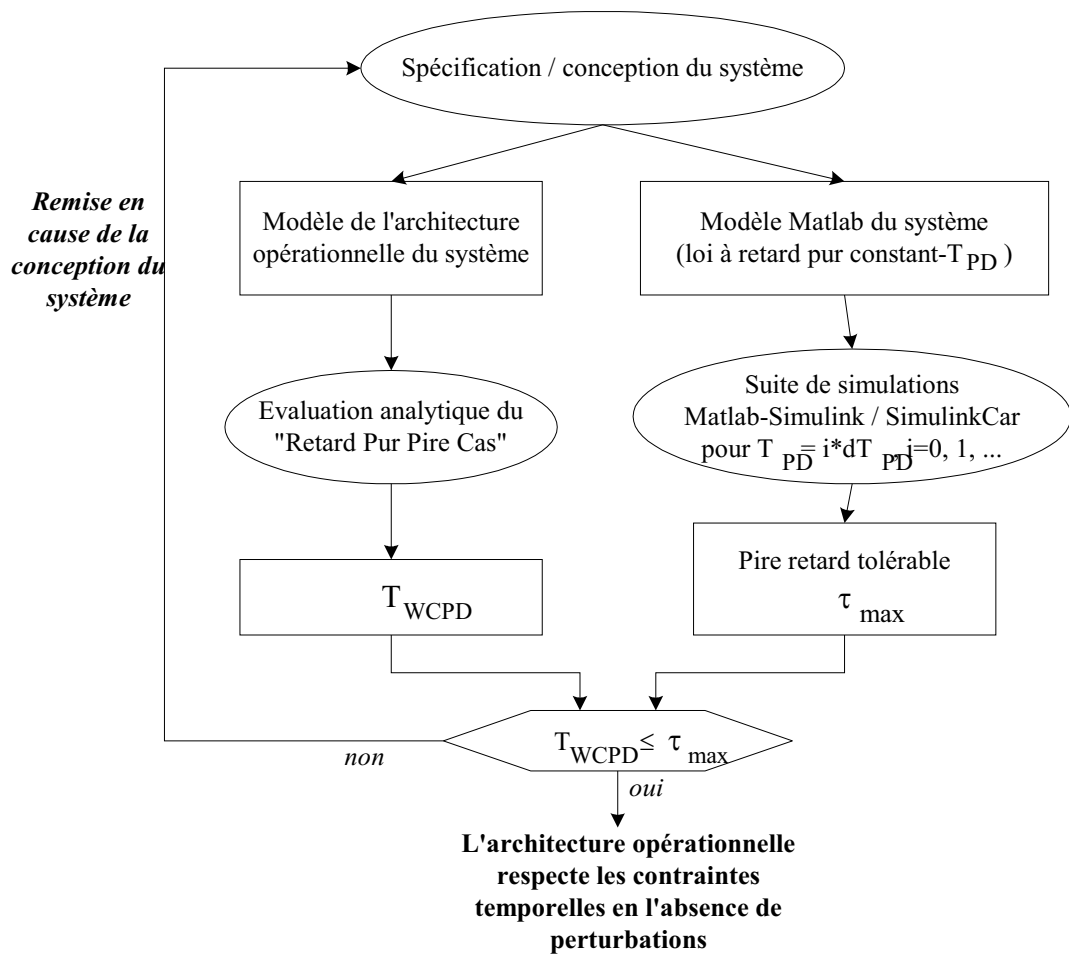 Spécification / conception du système
Remise en
cause de la
conception du
système
Modèle de l'architecture
opérationnelle du système
Modèle Matlab du système
(loi à retard pur constant-T PD )
Evaluation analytique du
"Retard Pur Pire Cas"
Suite de simulations
Matlab-Simulink / SimulinkCar
pour T PD = i*dT PD, i=0, 1, ...
T WCPD
Pire retard tolérable
τ max
T WCPD ≤ τ max
non
oui
L'architecture opérationnelle
respecte les contraintes
temporelles en l'absence de
perturbations